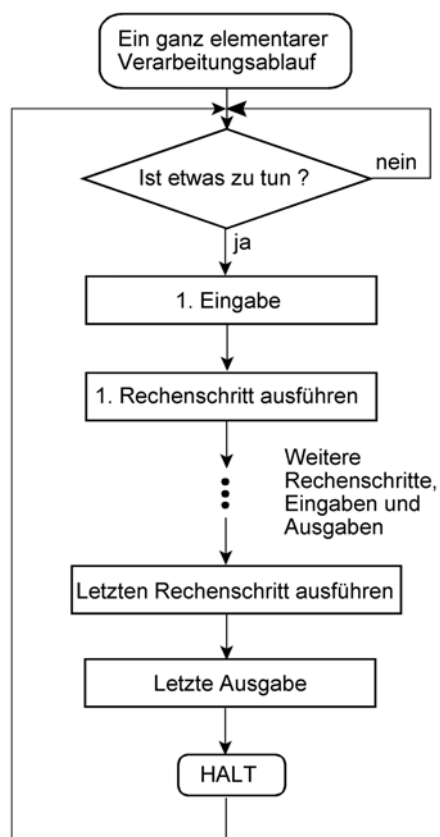 Ein ganz elementarer
Verarbeitungsablauf
Ist etwas zu tun ?
nein
ja
1. Eingabe
1. Rechenschritt ausführen
Weitere
Rechenschritte,
Eingaben und
Ausgaben
Letzten Rechenschritt ausführen
Letzte Ausgabe
HALT